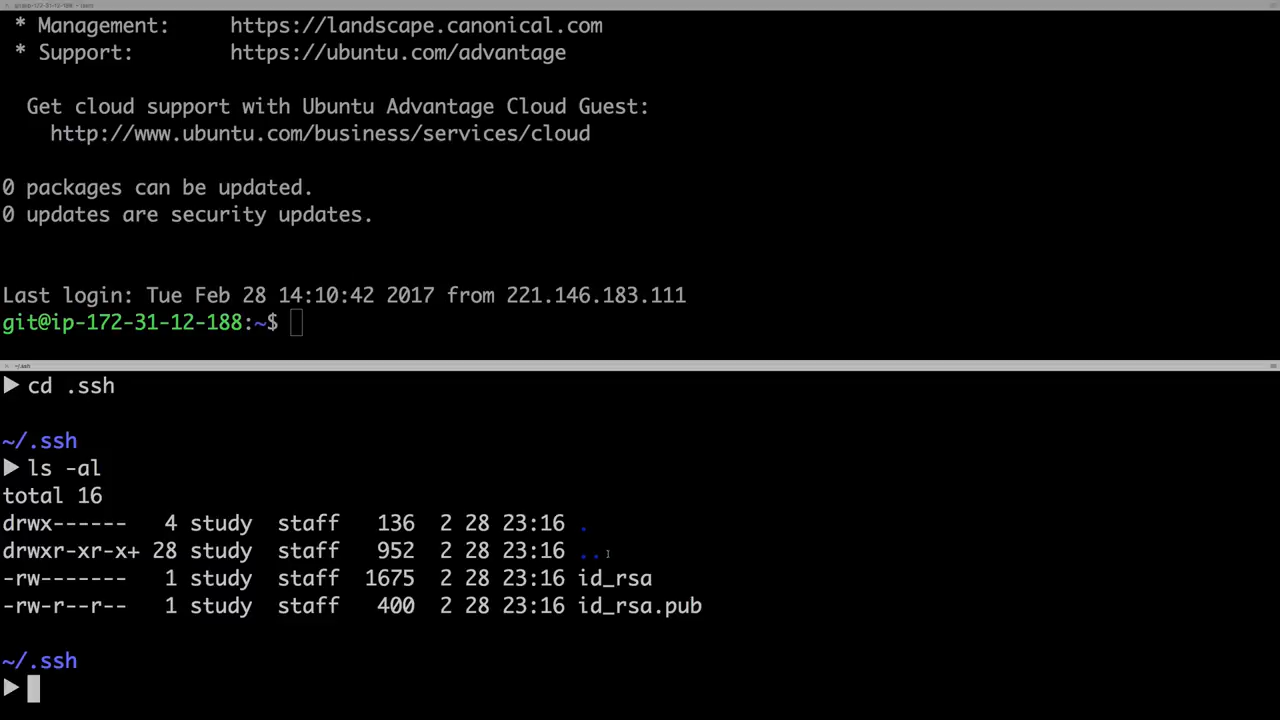 * Management:     https://landscape.canonical.com
* Support:        https://ubuntu.com/advantage
Get cloud support with Ubuntu Advantage Cloud Guest:
http://www.ubuntu.com/business/services/cloud
0 packages can be updated.
0 updates are security updates.
Last login: Tue Feb 28 14:10:42 2017 from 221.146.183.111
git@ip-172-31-12-188:~$
~/.ssh
▶ cd .ssh
~/.ssh
▶ ls -al
total 16
drwx------   4 study  staff   136  2 28 23:16 .
drwxr-xr-x+ 28 study  staff   952  2 28 23:16 ..
-rw-------   1 study  staff  1675  2 28 23:16 id_rsa
-rw-r--r--   1 study  staff   400  2 28 23:16 id_rsa.pub
~/.ssh
▶